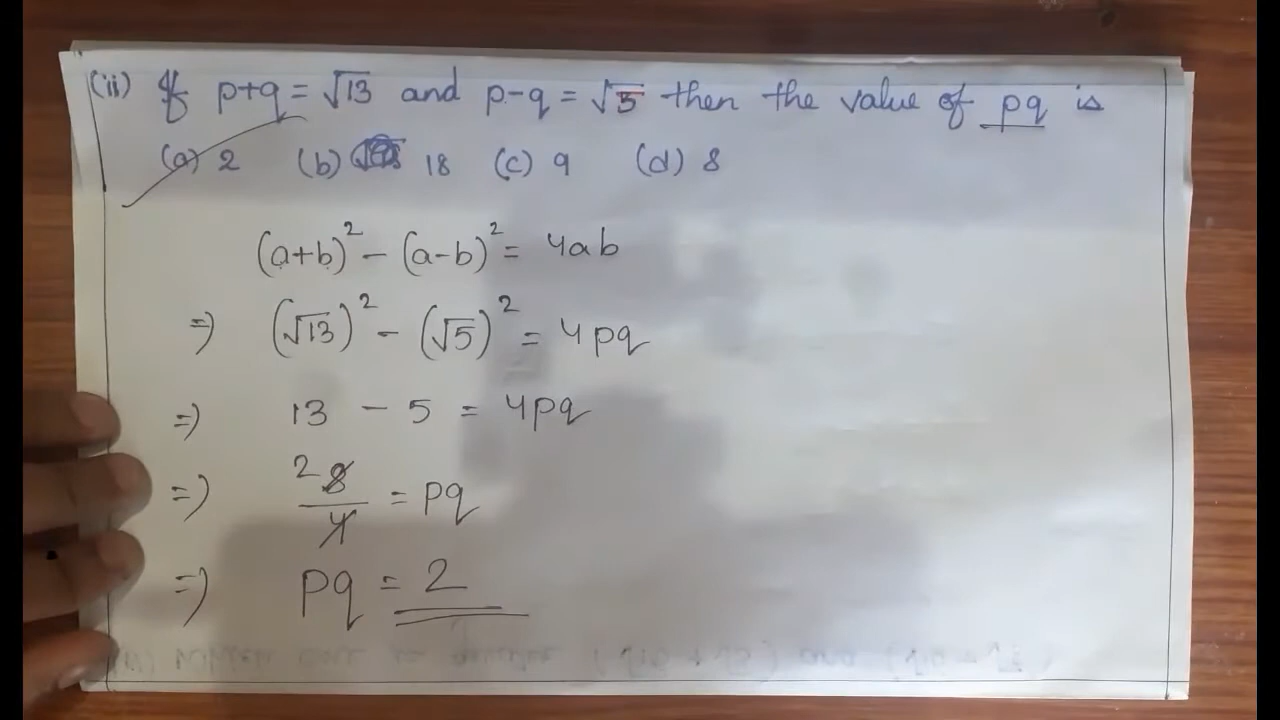 (ii) If p+q = √13 and p-q = √5 then the value of pq is
(a) 2 (b) 18 (c) 9 (d) 8
(a+b)² - (a-b)² = 4ab
=) (√13)² - (√5)² = 4pq
=) 13 - 5 = 4pq
=) 2 8/4 = pq
=) pq = 2